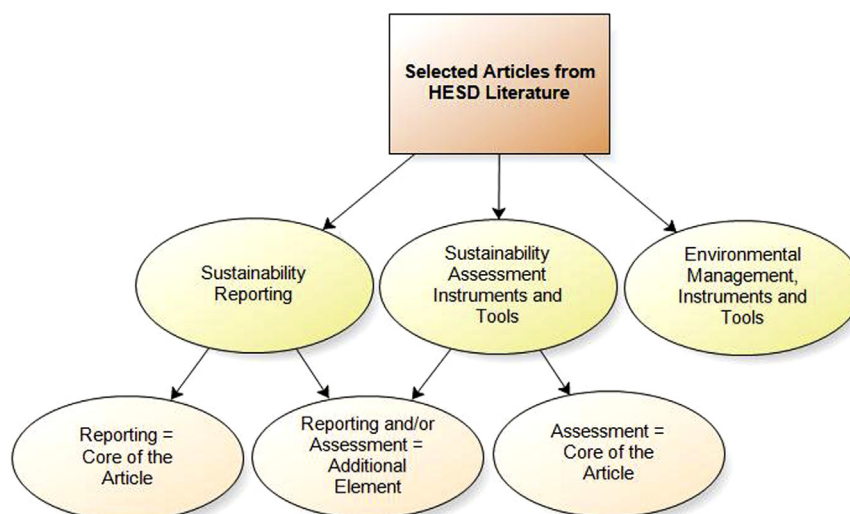 Selected Articles from
HESD Literature
Sustainability
Reporting
Sustainability
Assessment
Instruments and
Tools
Environmental
Management,
Instruments and
Tools
Reporting =
Core of the
Article
Reporting and/or
Assessment =
Additional
Element
Assessment =
Core of the
Article